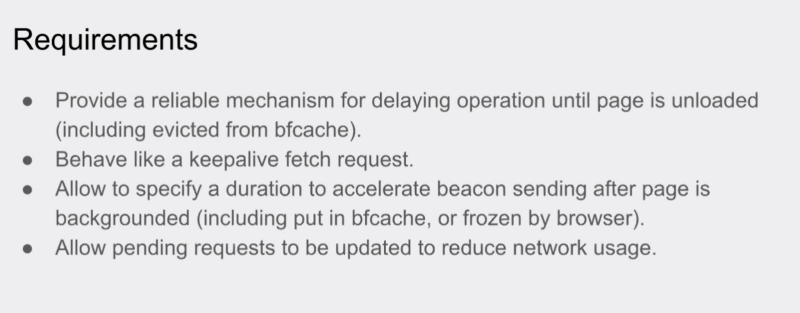 Requirements
● Provide a reliable mechanism for delaying operation until page is unloaded
(including evicted from bfcache).
● Behave like a keepalive fetch request.
● Allow to specify a duration to accelerate beacon sending after page is
backgrounded (including put in bfcache, or frozen by browser).
● Allow pending requests to be updated to reduce network usage.